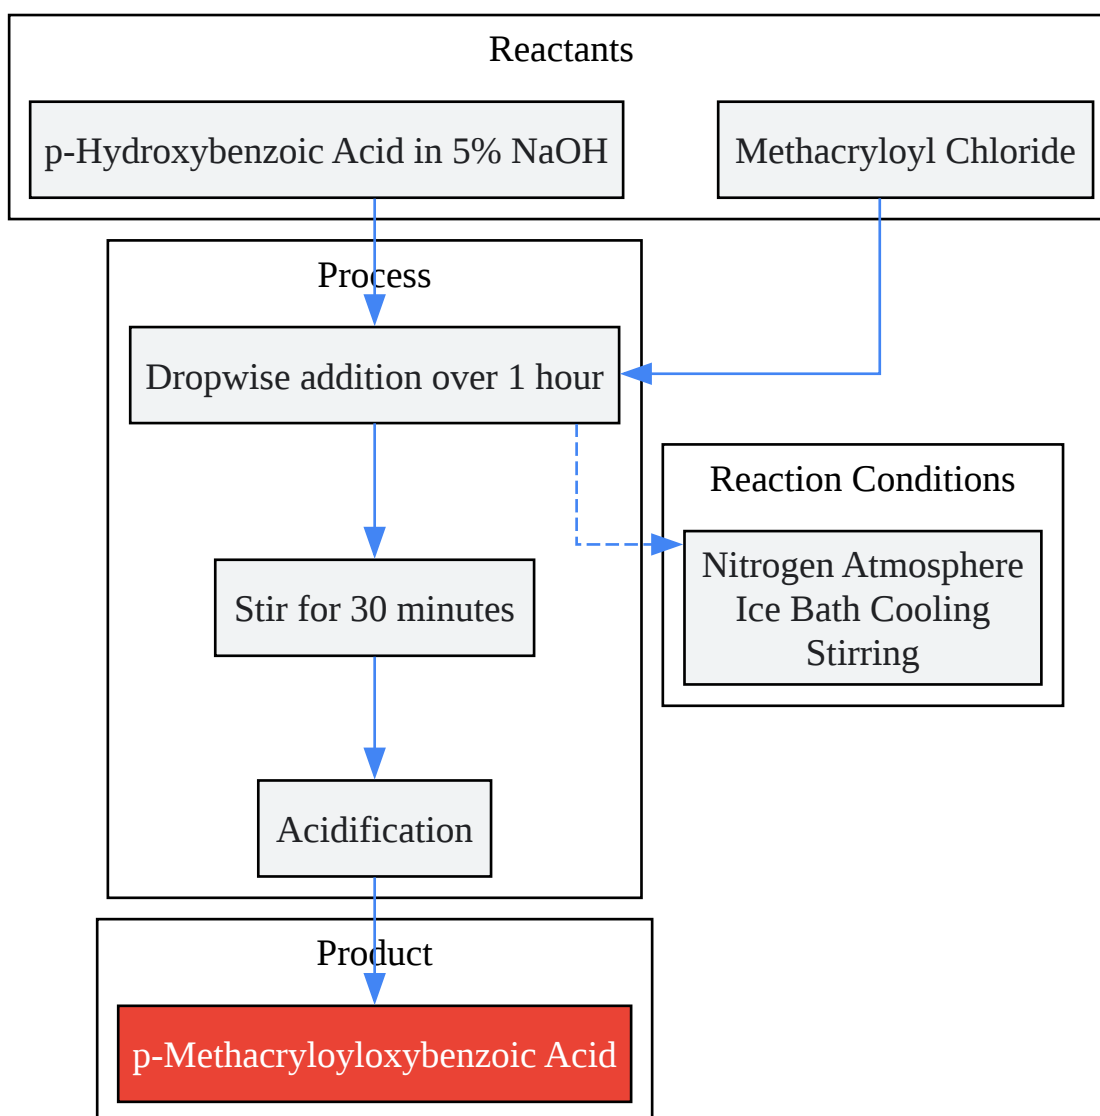 Reactants
p-Hydroxybenzoic Acid in 5% NaOH
Methacryloyl Chloride
Process
Dropwise addition over 1 hour
Reaction Conditions
Nitrogen Atmosphere
Ice Bath Cooling
Stirring
Stir for 30 minutes
Acidification
Product
p-Methacryloyloxybenzoic Acid